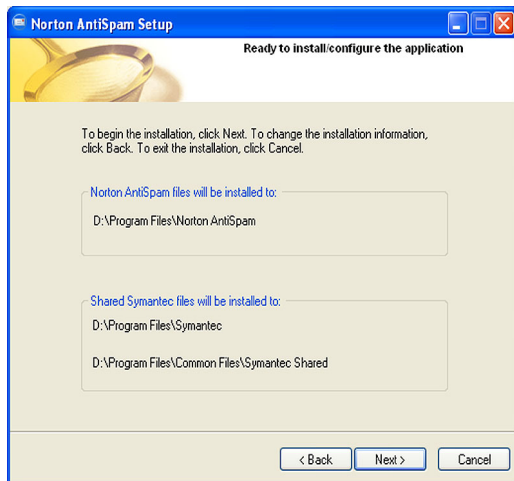 Norton AntiSpam Setup
Ready to install/configure the application
To begin the installation, click Next. To change the installation information,
click Back. To exit the installation, click Cancel.
Norton AntiSpam files will be installed to:
D:\Program Files\Norton AntiSpam
Shared Symantec files will be installed to:
D:\Program Files\Symantec
D:\Program Files\Common Files\Symantec Shared
< Back Next > Cancel